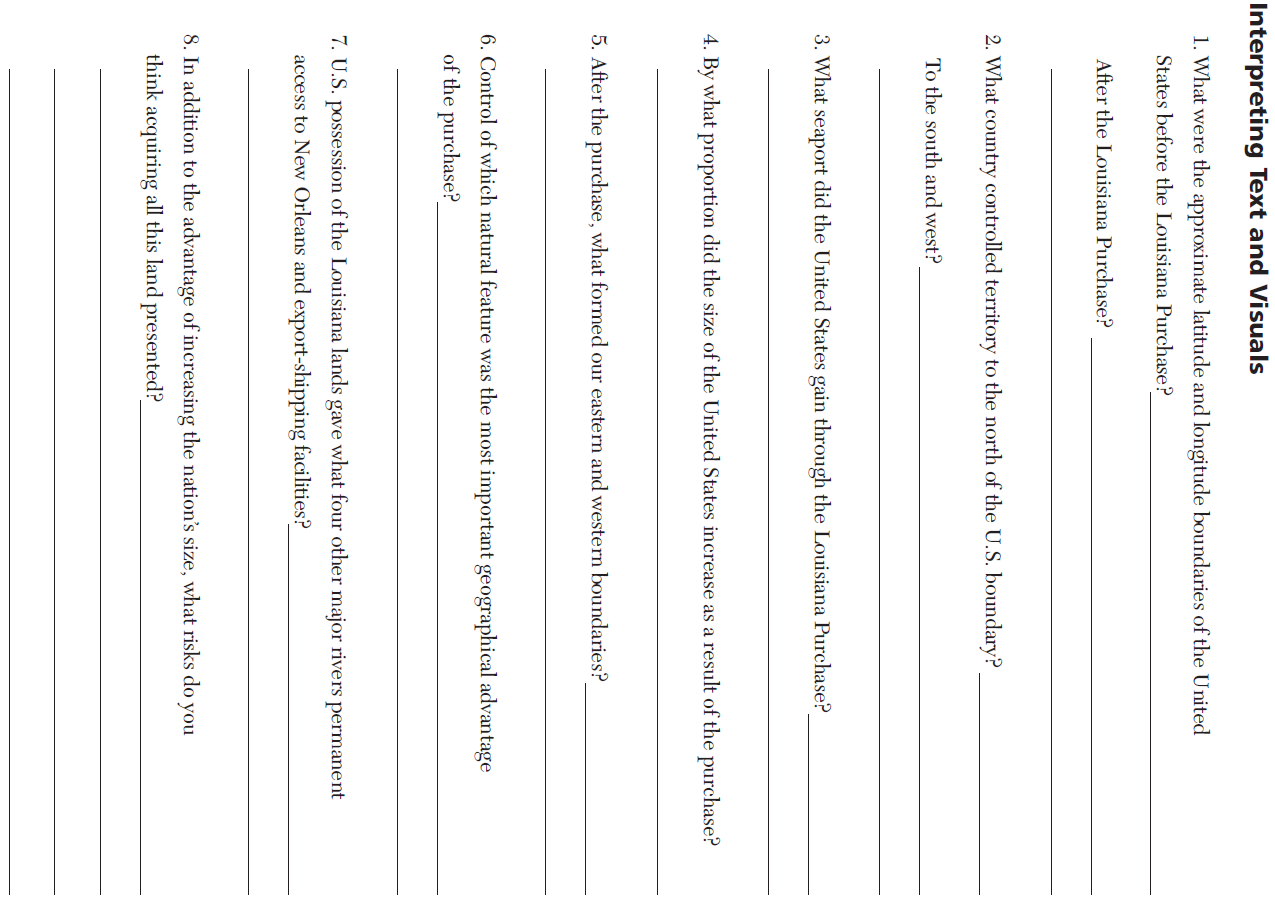 Interpreting Text and Visuals
1. What were the approximate latitude and longitude boundaries of the United
States before the Louisiana Purchase?
After the Louisiana Purchase?
2. What country controlled territory to the north of the U.S. boundary?
To the south and west?
3. What seaport did the United States gain through the Louisiana Purchase?
4. By what proportion did the size of the United States increase as a result of the purchase?
5. After the purchase, what formed our eastern and western boundaries?
6. Control of which natural feature was the most important geographical advantage
of the purchase?
7. U.S. possession of the Louisiana lands gave what four other major rivers permanent
access to New Orleans and export-shipping facilities?
8. In addition to the advantage of increasing the nation's size, what risks do you
think acquiring all this land presented?